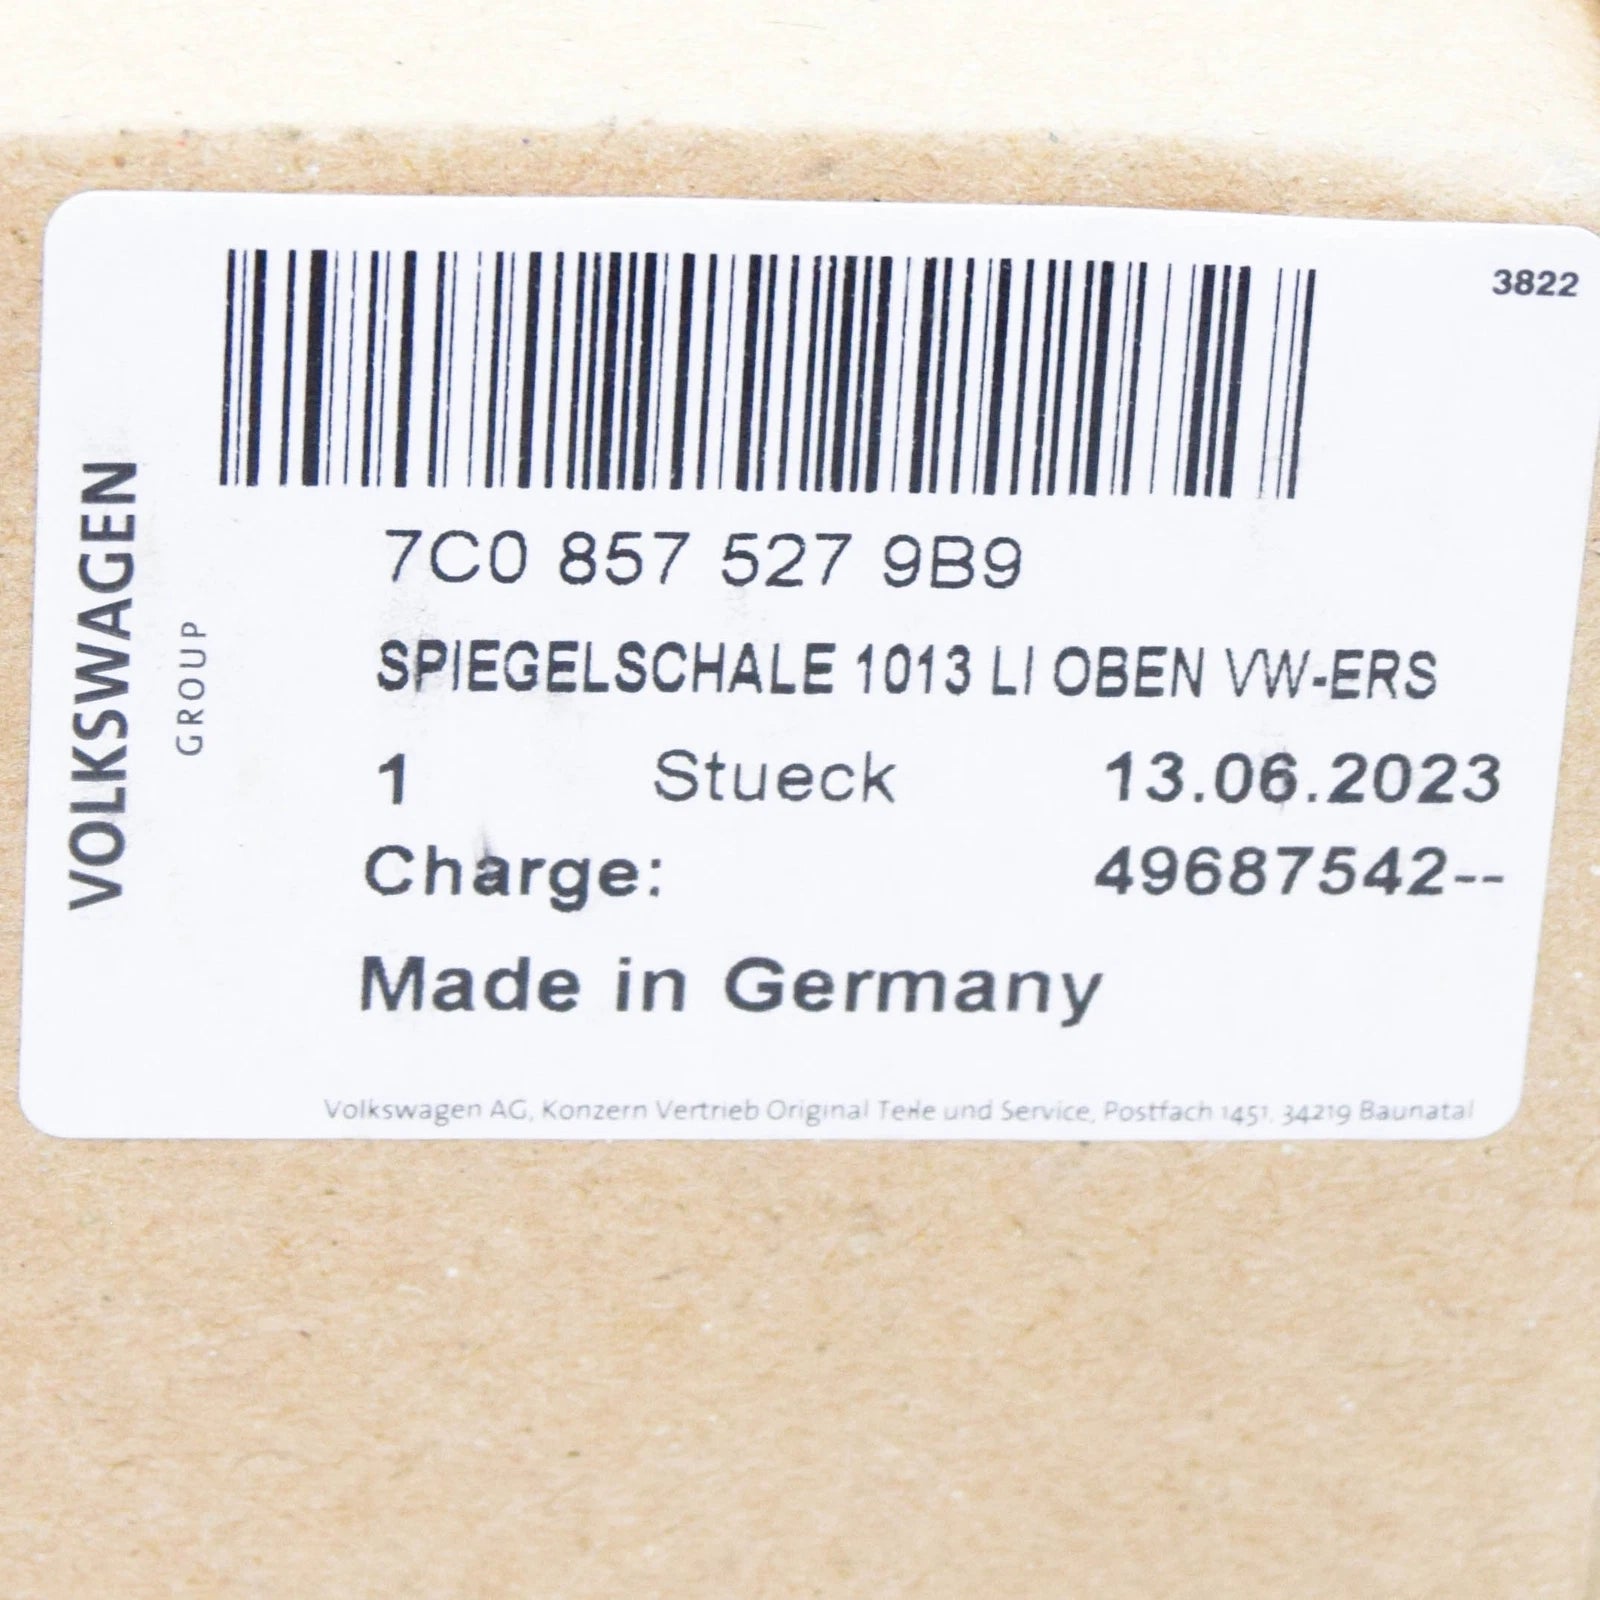 3822
VOLKSWAGEN
GROUP
7C0 857 527 9B9
SPIEGELSCHALE 1013 LI OBEN VW-ERS
1 Stueck 13.06.2023
Charge: 49687542--
Made in Germany
Volkswagen AG, Konzern Vertrieb Original Teile und Service, Postfach 1451, 34219 Baunatal